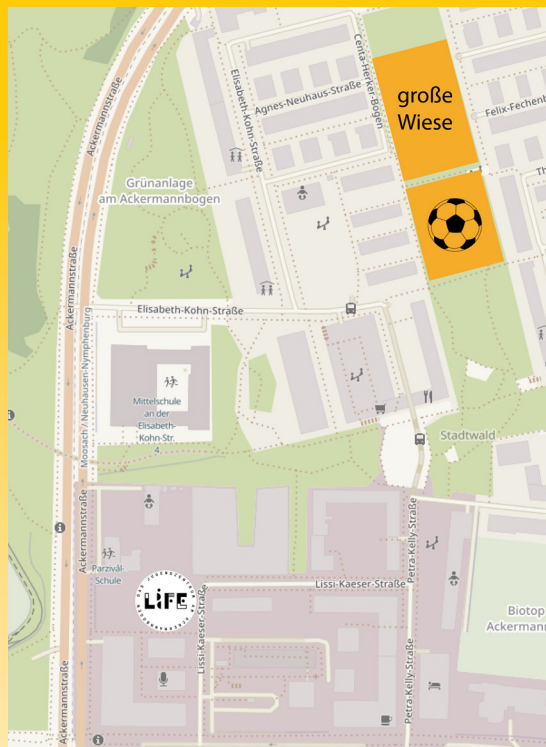 Ackermannstraße
Elisabeth-Kohn-Straße
Centa-Herker-Bogen
große
Wiese
Agnes-Neuhaus-Straße
Felix-Fechenb
Th
Grünanlage
am Ackermannbogen
Ackermannstraße
Moosach / Neuhausen-Nymphenburg
Elisabeth-Kohn-Straße
Mittelschule
an der
Elisabeth-
Kohn-Str.
4.
Stadtwald
Ackermannstraße
Petra-Kelly-Straße
Parzival-
Schule
LiFE
Lissi-Kaeser-Straße
Lissi-Kaeser-Straße
Biotop
Ackermann
Petra-Kelly-Straße
Ackermannstraße